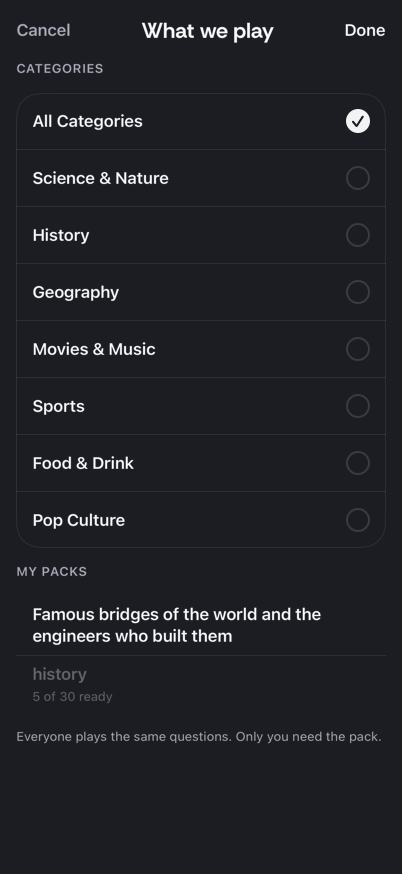 Cancel
What we play
Done
CATEGORIES
All Categories
Science & Nature
History
Geography
Movies & Music
Sports
Food & Drink
Pop Culture
MY PACKS
Famous bridges of the world and the
engineers who built them
history
5 of 30 ready
Everyone plays the same questions. Only you need the pack.